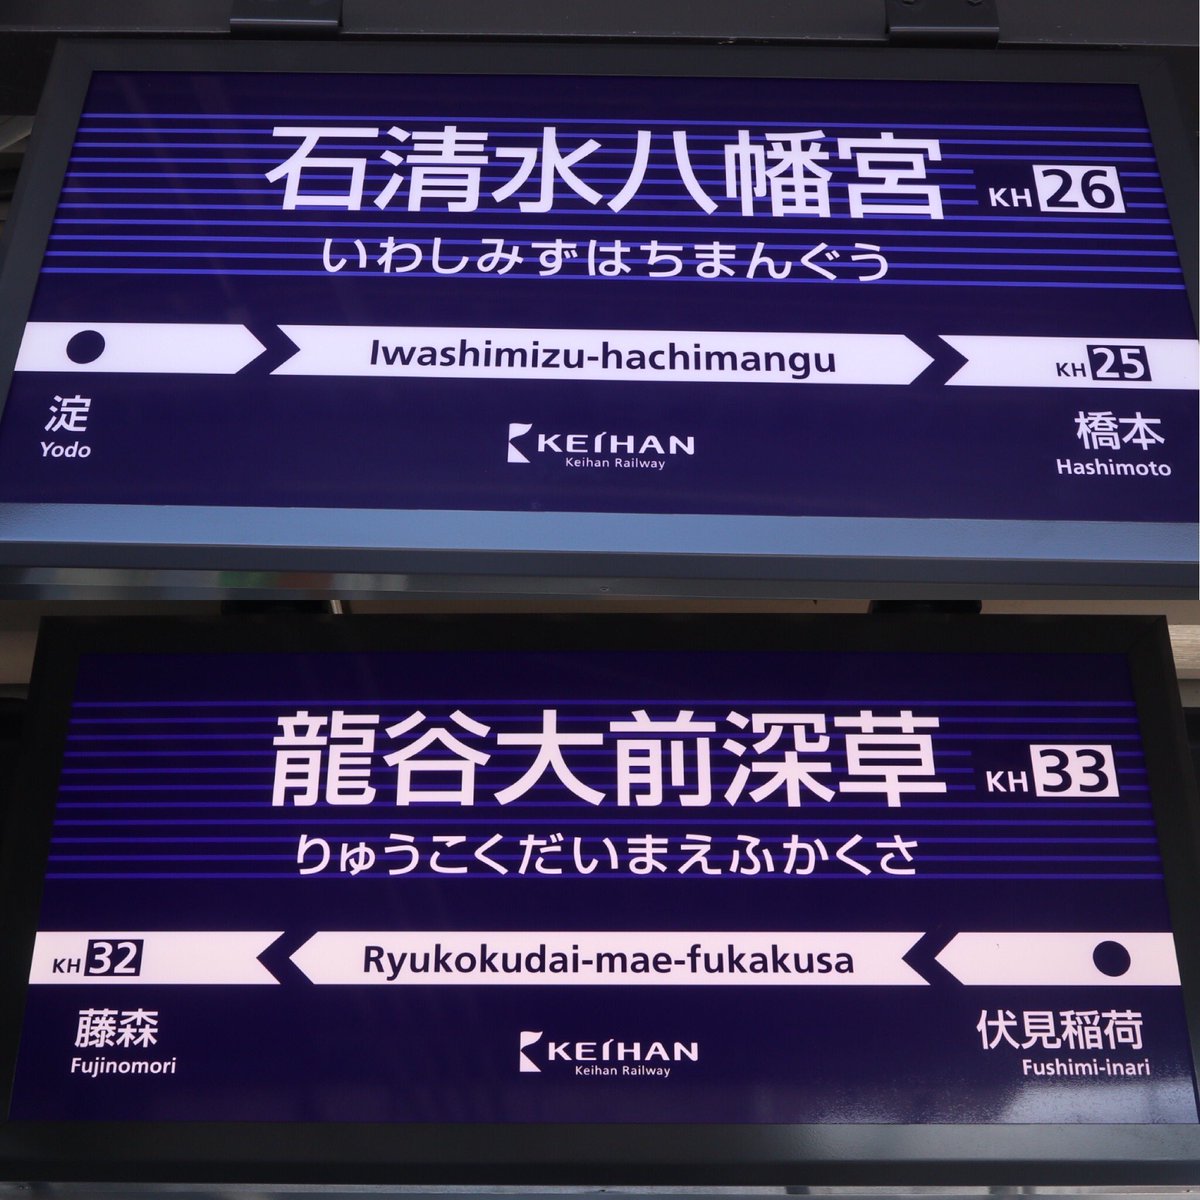 石清水八幡宮 KH 26
いわしみずはちまんぐう
Iwashimizu-hachimangu
KH 25
淀
Yodo
橋本
Hashimoto
KEIHAN
Keihan Railway
龍谷大前深草 KH 33
りゅうこくだいまえふかくさ
KH 32
Ryukokudai-mae-fukakusa
藤森
Fujinomori
伏見稲荷
Fushimi-inari
KEIHAN
Keihan Railway